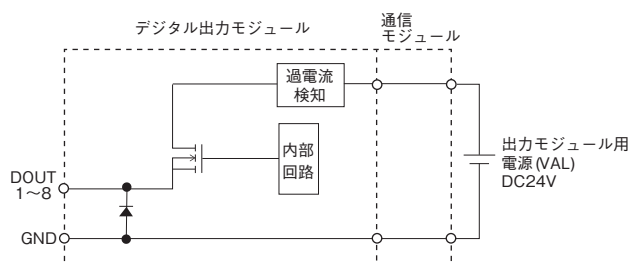 デジタル出力モジュール
通信
モジュール
過電流
検知
内部
回路
出力モジュール用
電源(VAL)
DC24V
DOUT
1～8
GND